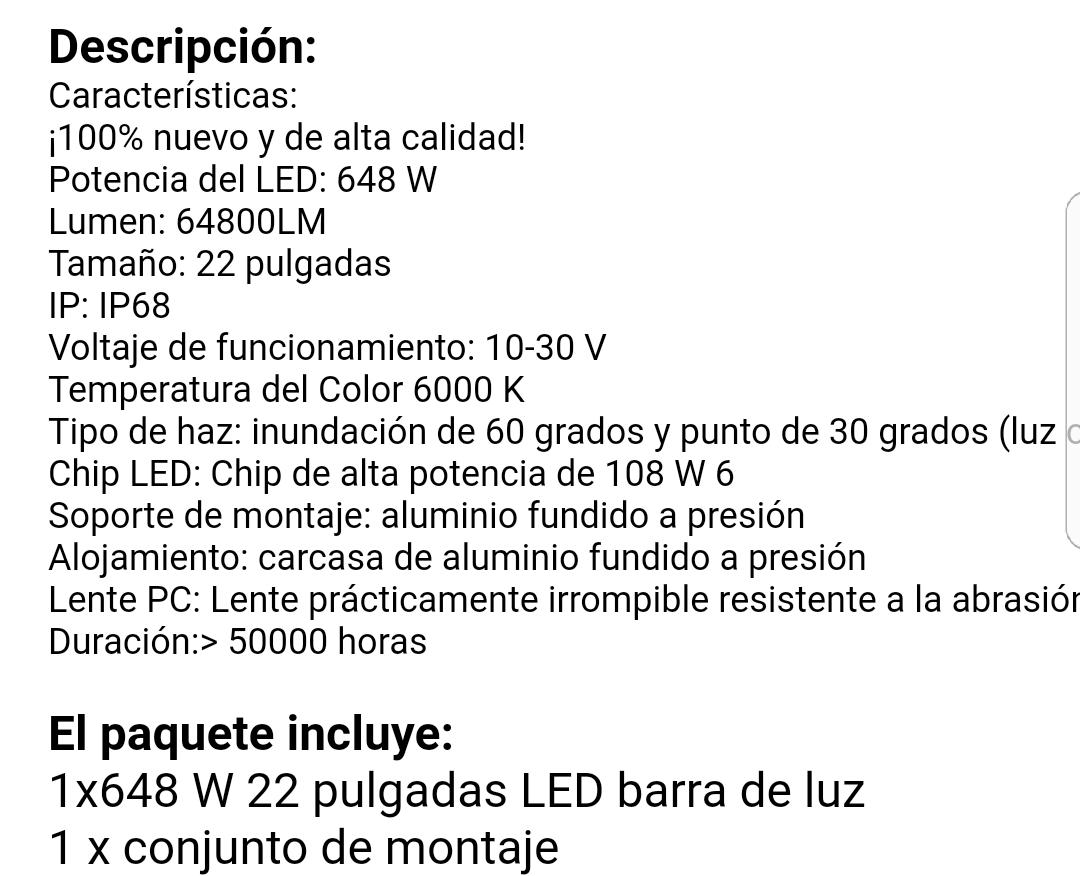 Descripción:
Características:
¡100% nuevo y de alta calidad!
Potencia del LED: 648 W
Lumen: 64800LM
Tamaño: 22 pulgadas
IP: IP68
Voltaje de funcionamiento: 10-30 V
Temperatura del Color 6000 K
Tipo de haz: inundación de 60 grados y punto de 30 grados (luz
Chip LED: Chip de alta potencia de 108 W 6
Soporte de montaje: aluminio fundido a presión
Alojamiento: carcasa de aluminio fundido a presión
Lente PC: Lente prácticamente irrompible resistente a la abrasión
Duración:> 50000 horas
El paquete incluye:
1x648 W 22 pulgadas LED barra de luz
1 x conjunto de montaje